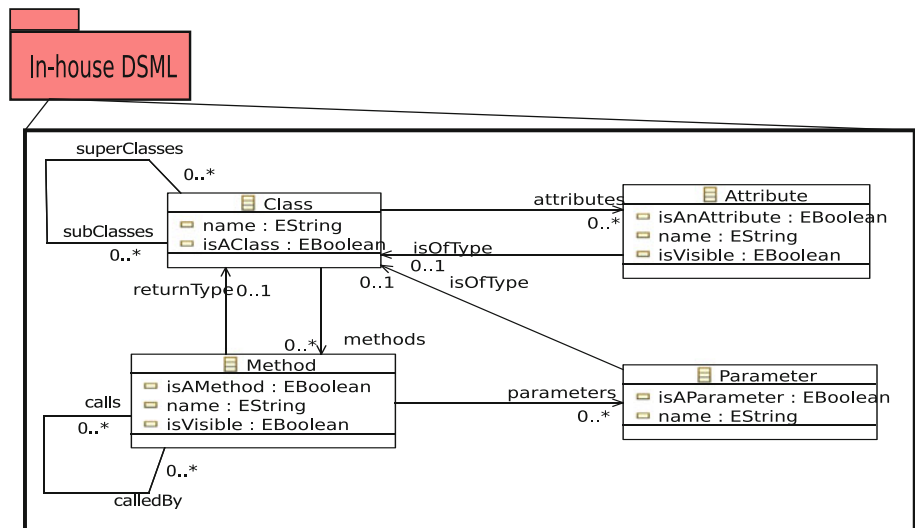 In-house DSML
superClasses
0..*
Class
name : EString
isAClass : EBoolean
subClasses
0..*
attributes
0..*
Attribute
isAnAttribute : EBoolean
name : EString
isVisible : EBoolean
isOfType
0..1
0..1
isOfType
returnType
0..1
0..*
methods
Method
isAMethod : EBoolean
name : EString
isVisible : EBoolean
calls
0..*
0..*
calledBy
parameters
0..*
Parameter
isAParameter : EBoolean
name : EString